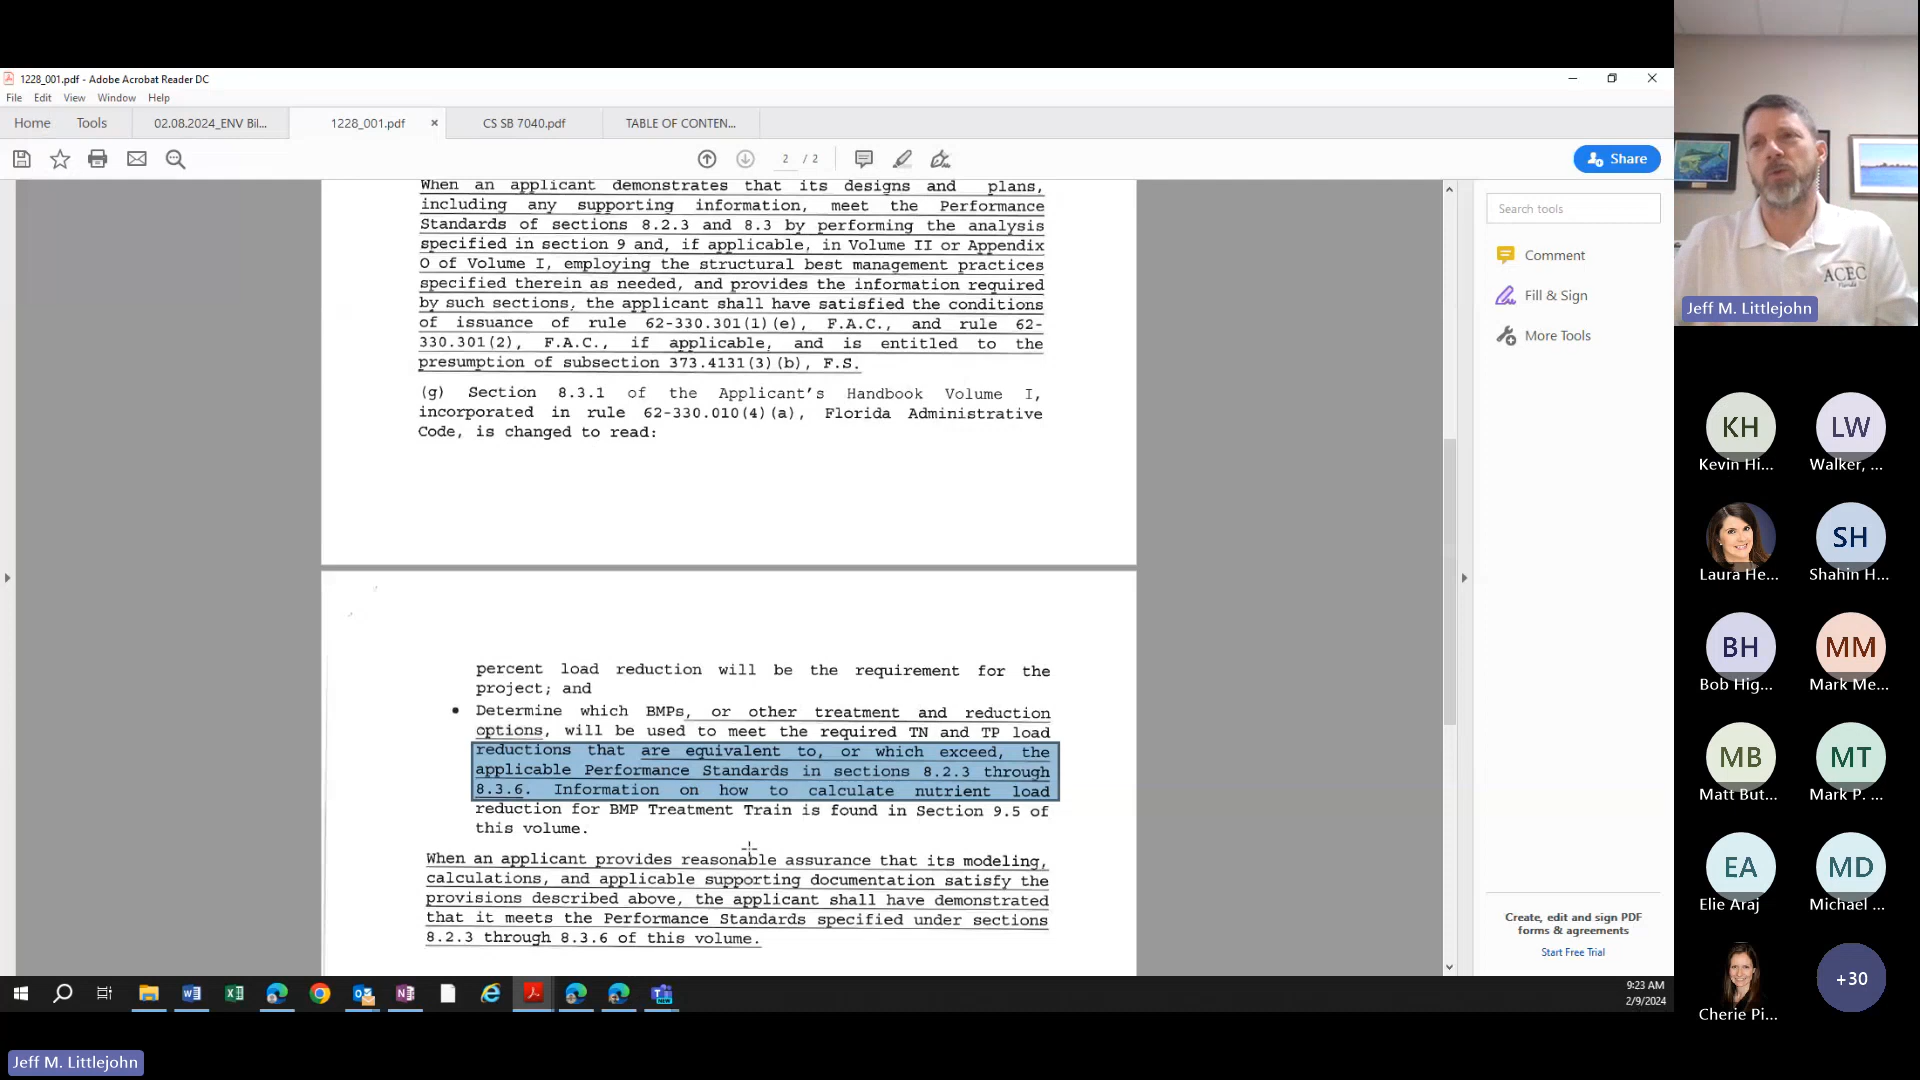 1228_001.pdf - Adobe Acrobat Reader DC
File Edit View Window Help
Home Tools 02.08.2024_ENV Bil... 1228_001.pdf × CS SB 7040.pdf TABLE OF CONTEN...
2 / 2
Share
When an applicant demonstrates that its designs and plans,
including any supporting information, meet the Performance
Standards of sections 8.2.3 and 8.3 by performing the analysis
specified in section 9 and, if applicable, in Volume II or Appendix
O of Volume I, employing the structural best management practices
specified therein as needed, and provides the information required
by such sections, the applicant shall have satisfied the conditions
of issuance of rule 62-330.301(1)(e), F.A.C., and rule 62-
330.301(2), F.A.C., if applicable, and is entitled to the
presumption of subsection 373.4131(3)(b), F.S.
(g) Section 8.3.1 of the Applicant's Handbook Volume I,
incorporated in rule 62-330.010(4)(a), Florida Administrative
Code, is changed to read:
percent load reduction will be the requirement for the
project; and
• Determine which BMPs, or other treatment and reduction
options, will be used to meet the required TN and TP load
reductions that are equivalent to, or which exceed, the
applicable Performance Standards in sections 8.2.3 through
8.3.6. Information on how to calculate nutrient load
reduction for BMP Treatment Train is found in Section 9.5 of
this volume.
When an applicant provides reasonable assurance that its modeling,
calculations, and applicable supporting documentation satisfy the
provisions described above, the applicant shall have demonstrated
that it meets the Performance Standards specified under sections
8.2.3 through 8.3.6 of this volume.
Search tools
Comment
Fill & Sign
More Tools
Create, edit and sign PDF
forms & agreements
Start Free Trial
9:23 AM
2/9/2024
Jeff M. Littlejohn
ACEC
Florida
Jeff M. Littlejohn
KH LW
Kevin Hi... Walker, ...
SH
Laura He... Shahin H...
BH MM
Bob Hig... Mark Me...
MB MT
Matt But... Mark P. ...
EA MD
Elie Araj Michael ...
+30
Cherie Pi...